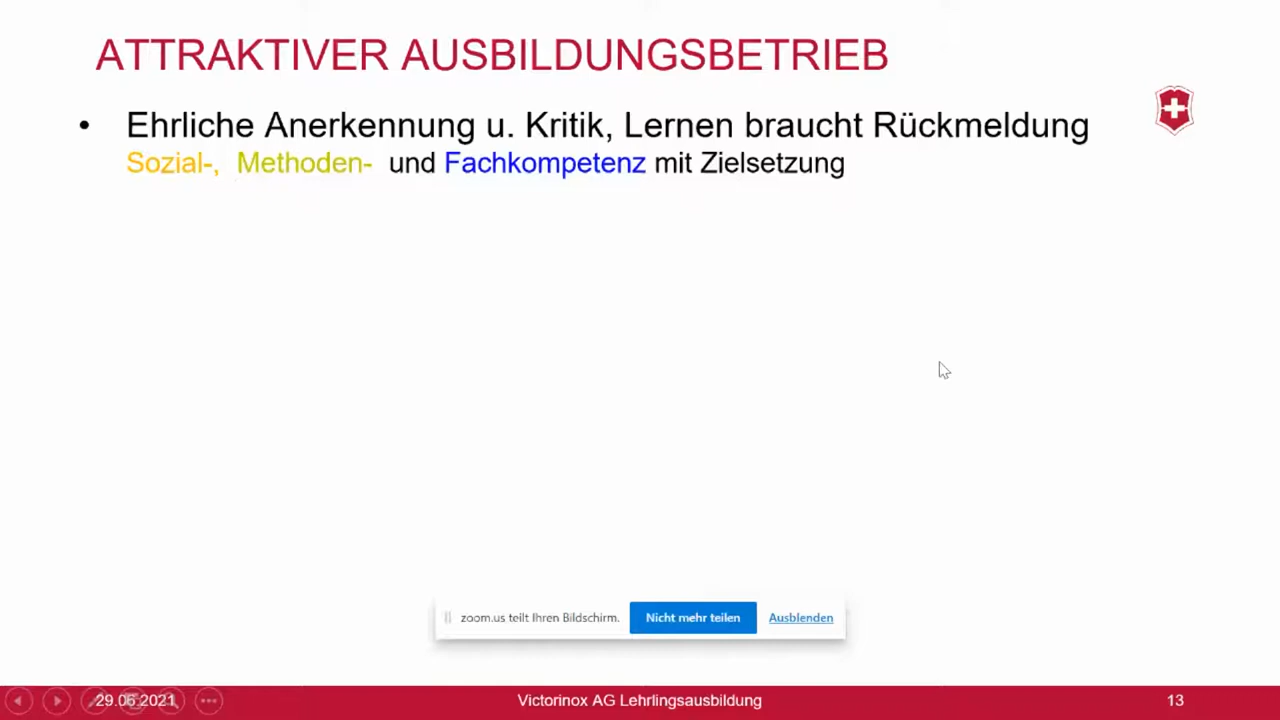 ATTRAKTIVER AUSBILDUNGSBETRIEB
• Ehrliche Anerkennung u. Kritik, Lernen braucht Rückmeldung
Sozial-, Methoden- und Fachkompetenz mit Zielsetzung
zoom.us teilt Ihren Bildschirm. Nicht mehr teilen Ausblenden
29.06.2021 Victorinox AG Lehrlingsausbildung 13